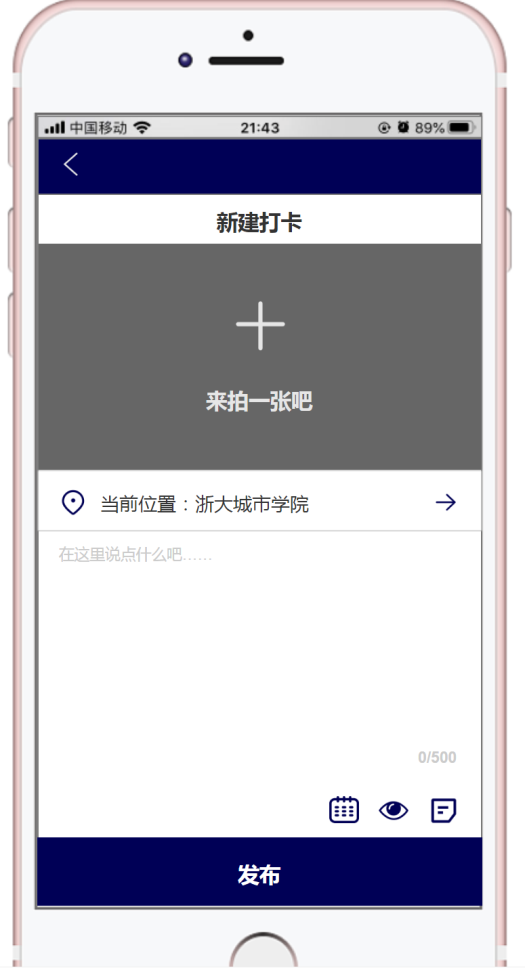 中国移动 21:43 89%
新建打卡
来拍一张吧
当前位置：浙大城市学院
在这里说点什么吧……
0/500
发布